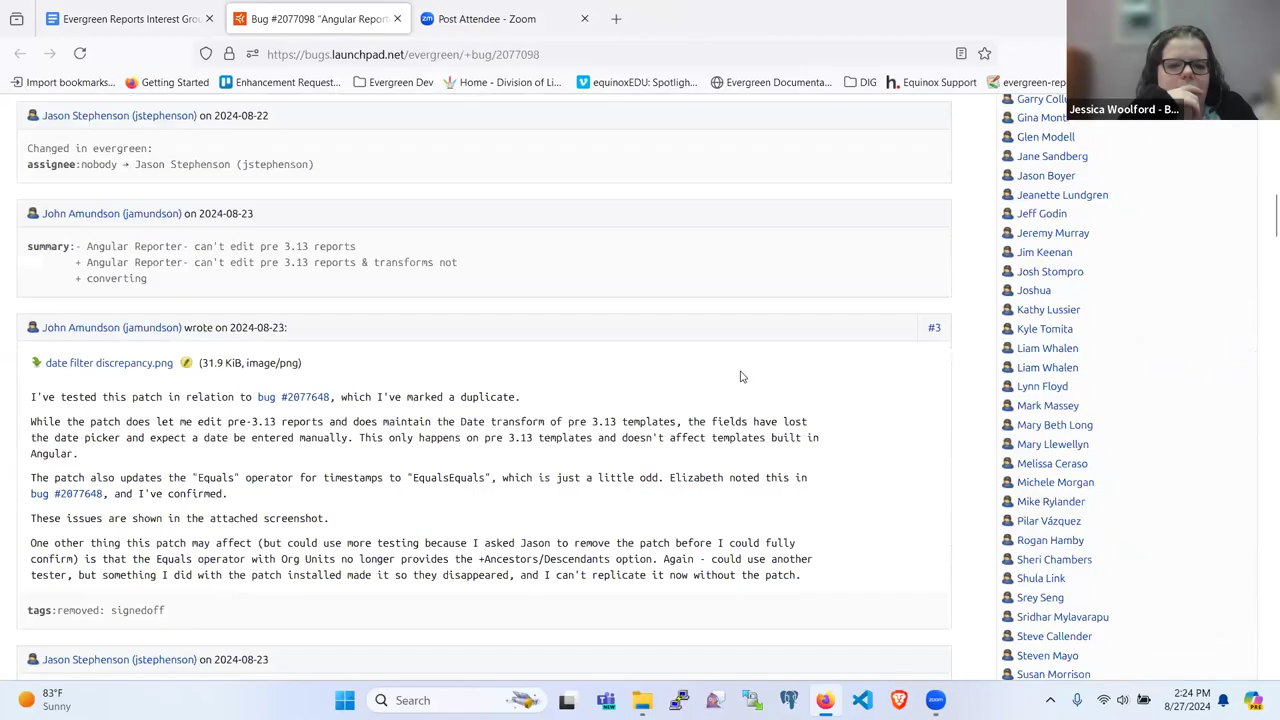 Evergreen Reports Interest Grou
Bug #2077098 "Angular Report
Post Attendee - Zoom
https://bugs.launchpad.net/evergreen/+bug/2077098
Import bookmarks...
Getting Started
Enhancement Request...
Evergreen Dev
Home - Division of Li...
equinoxEDU: Spotlig...
Evergreen Documenta...
DIG
Equinox Support
evergreen-rep
Jessica Woolford - B...
Jason Stephenson (jstephenson) on 2024-08-22
Changed in evergreen:
assignee:nobody → Jason Stephenson (jstephenson)
John Amundson (jamundson) on 2024-08-23
summary:- Angular Reporter- can't edit pre 3.13 reports
+ Angular Reporter- can't edit pre 3.13 reports & transforms not
+ converting
John Amundson (jamundson) wrote on 2024-08-23:
#3
date filter discrepancy.png (31.9 KiB, image/png)
I've tested this patch in relation to bug #2077648, which I've marked a duplicate.
While the patch does let me edit pre-3.13 reports and does maintain the Date transform of pre 3.13 templates, the fields have lost
the date picker and expect a date be entered manually. This only happens on pre 3.13 templates and doesn't affect templates built in
Angular.
The patch also updates the "Equals" operator for timestamps to "EqualsEquals", which is just a little odd. Elizabeth noted this in
bug #2077648, and I've confirmed.
These issues are shown in the attached screenshot.
One other thing this patch may affect (but could use more testing because I asked Jason to remove the patch before I could fully
confirm) is that the Equals operator with Org Units no longer provides the +Ancestors/Descendants option. Again - could use another
tester, but something I did with the patch installed made it so they disappeared, and I can't replicate it now without the patch.
tags:removed: signedoff
Jason Stephenson (jstephenson) on 2024-08-23
Garry Coll
Gina Mont
Glen Modell
Jane Sandberg
Jason Boyer
Jeanette Lundgren
Jeff Godin
Jeremy Murray
Jim Keenan
Josh Stompro
Joshua
Kathy Lussier
Kyle Tomita
Liam Whalen
Liam Whalen
Lynn Floyd
Mark Massey
Mary Beth Long
Mary Llewellyn
Melissa Ceraso
Michele Morgan
Mike Rylander
Pilar Vázquez
Rogan Hamby
Sheri Chambers
Shula Link
Srey Seng
Sridhar Mylavarapu
Steve Callender
Steven Mayo
Susan Morrison
83°F
Sunny
Search
2:24 PM
8/27/2024